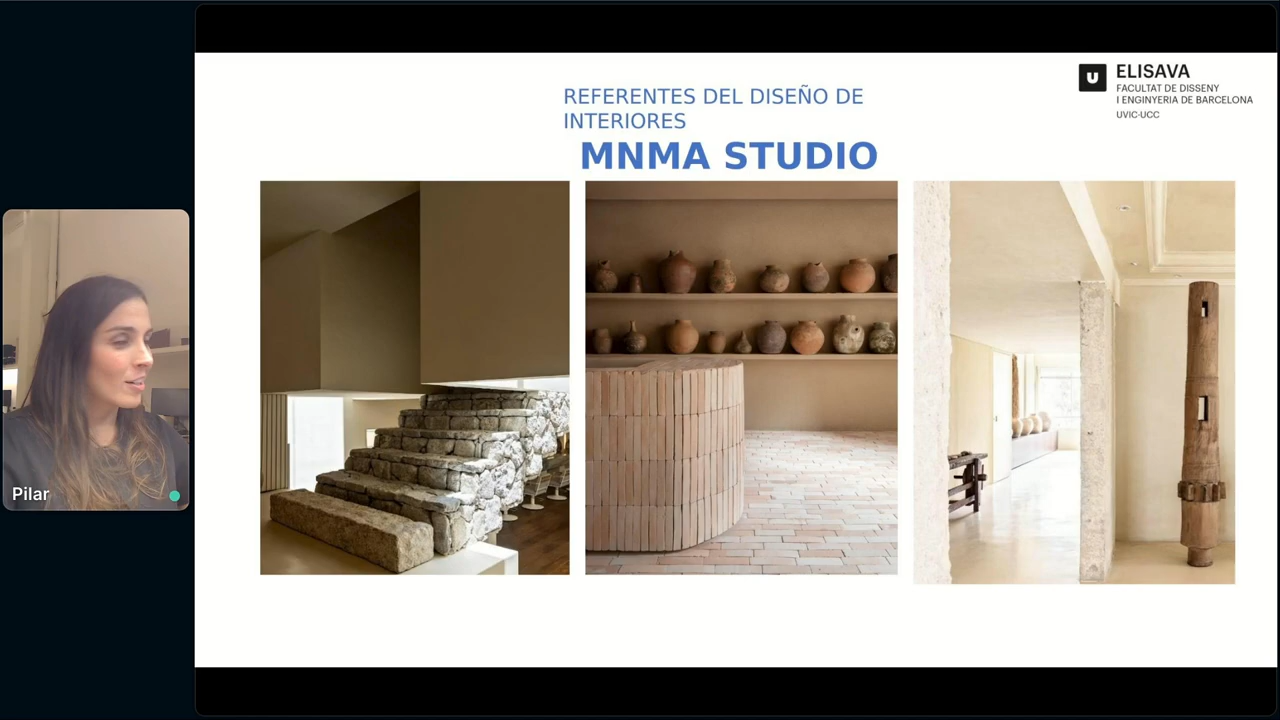 ELISAVA
FACULTAT DE DISSENY
I ENGINYERIA DE BARCELONA
UVIC·UCC
REFERENTES DEL DISEÑO DE
INTERIORES
MNMA STUDIO
Pilar